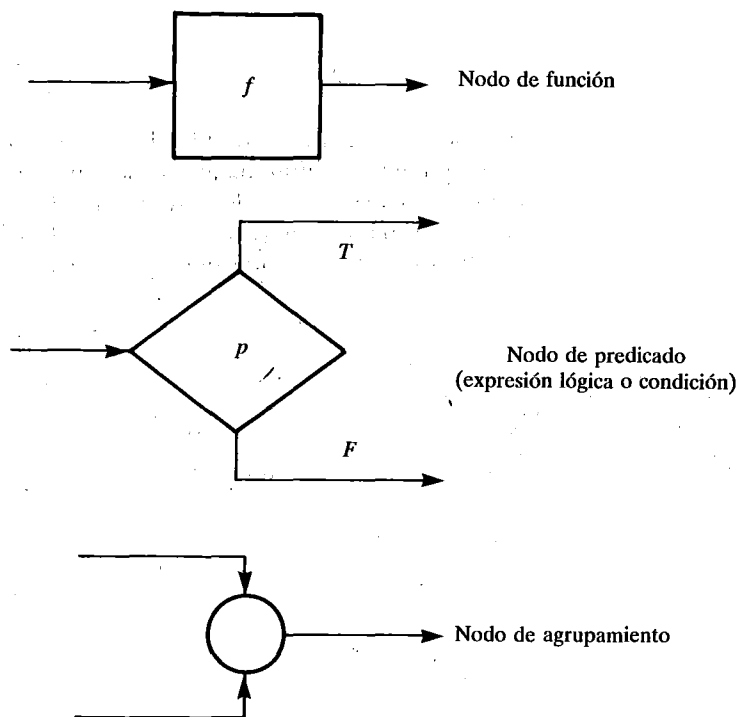 f
Nodo de función
T
p
Nodo de predicado
(expresión lógica o condición)
F
Nodo de agrupamiento